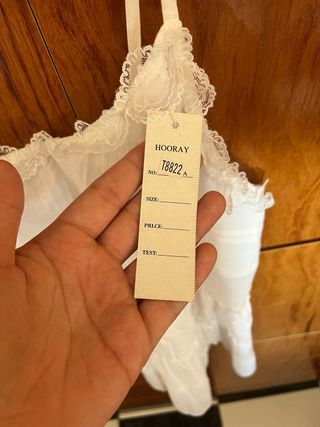 HOORAY
NO: T8822 A
SIZE:
PRLCE:
TEST: